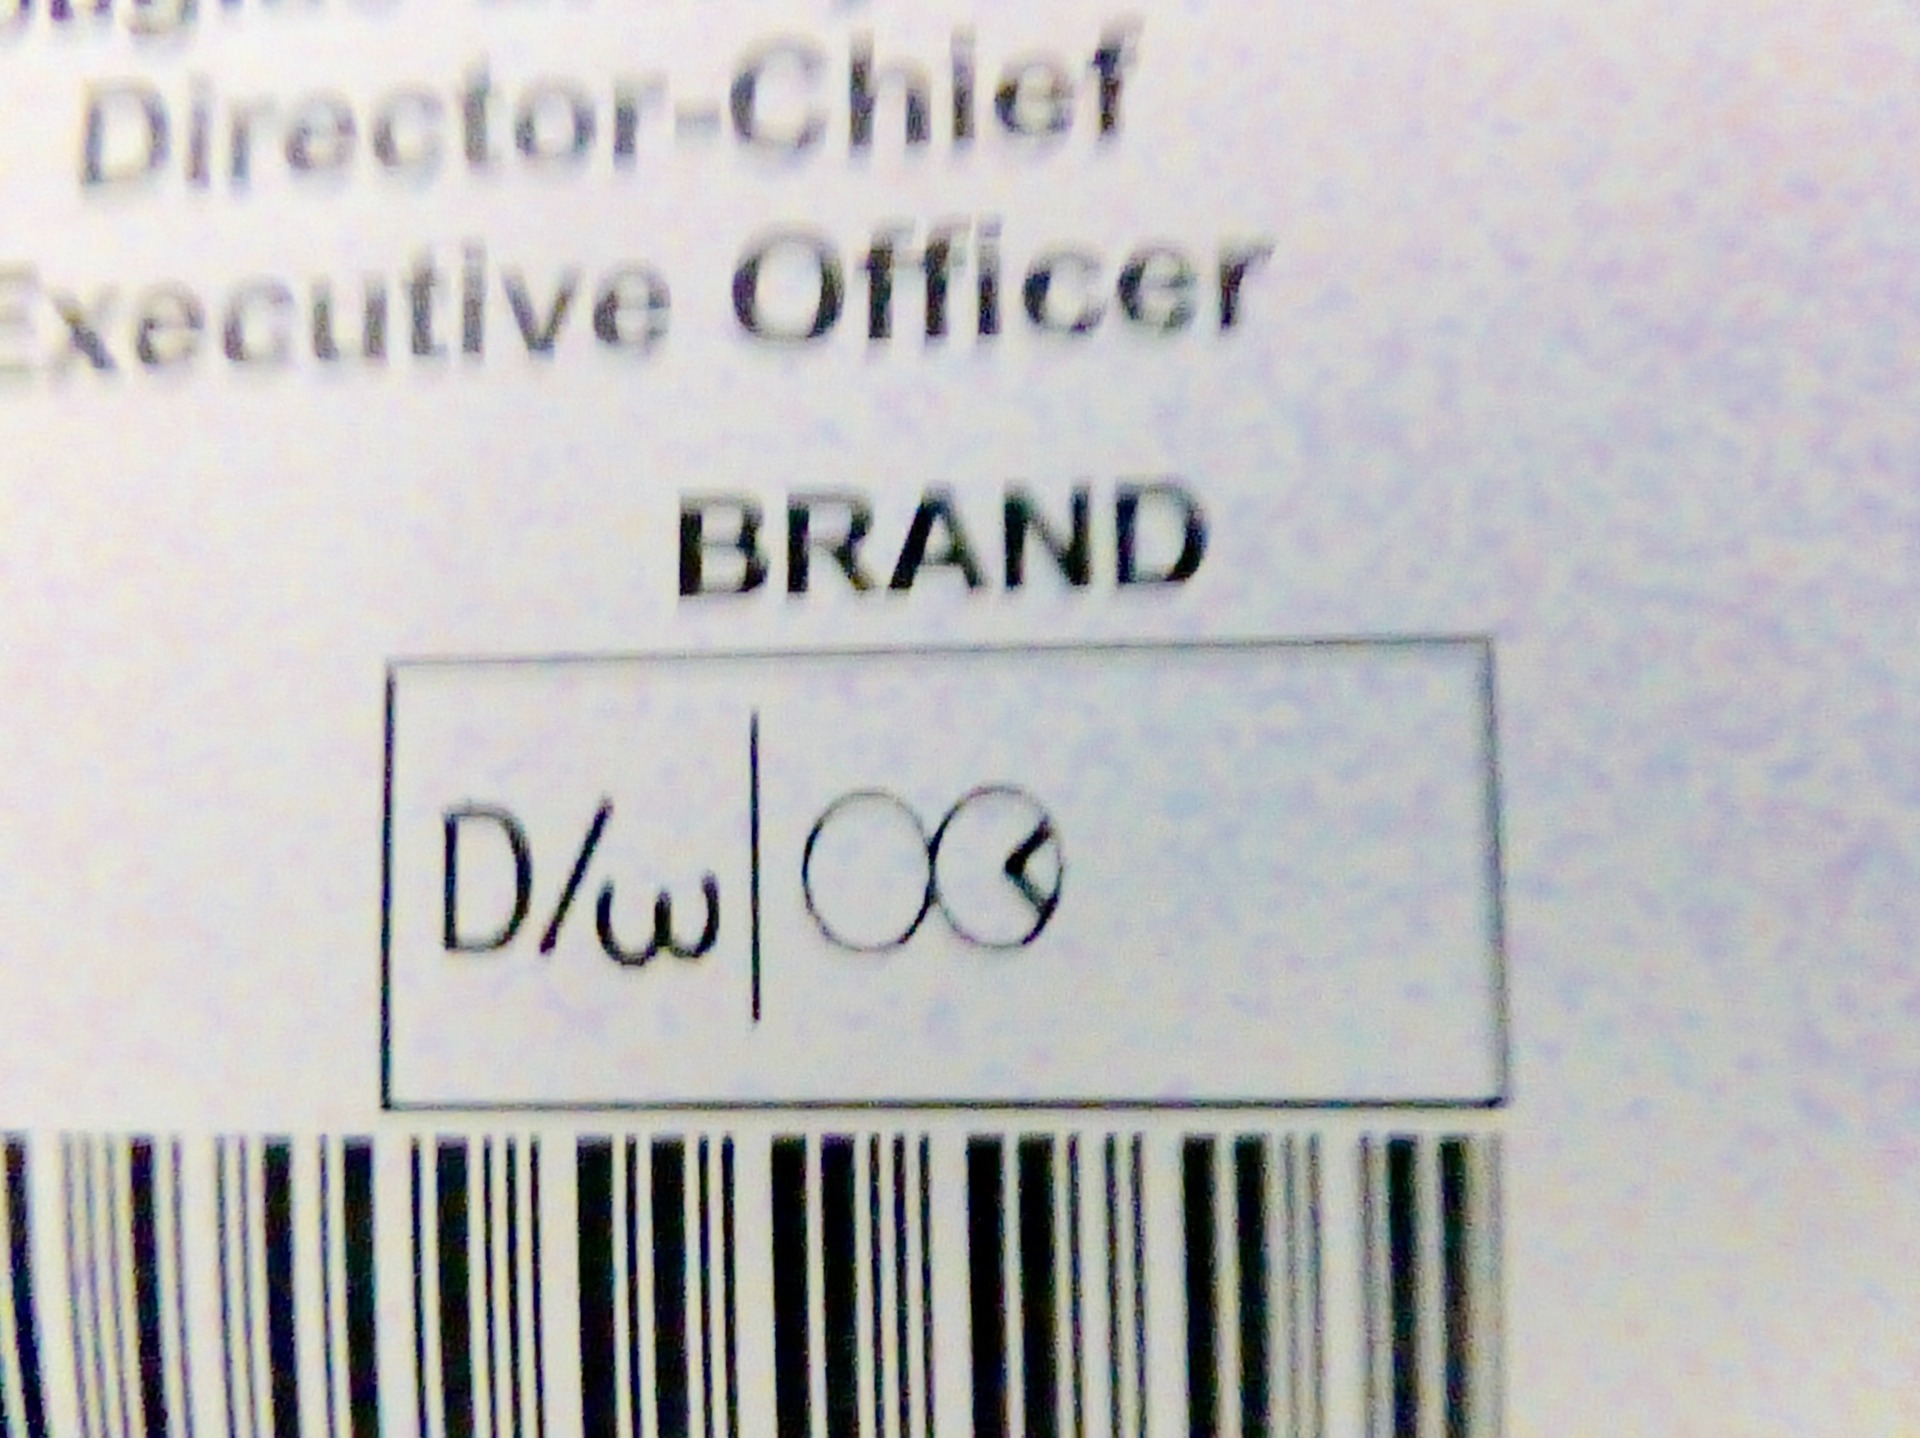 Director-Chief
Executive Officer
BRAND
D/ω